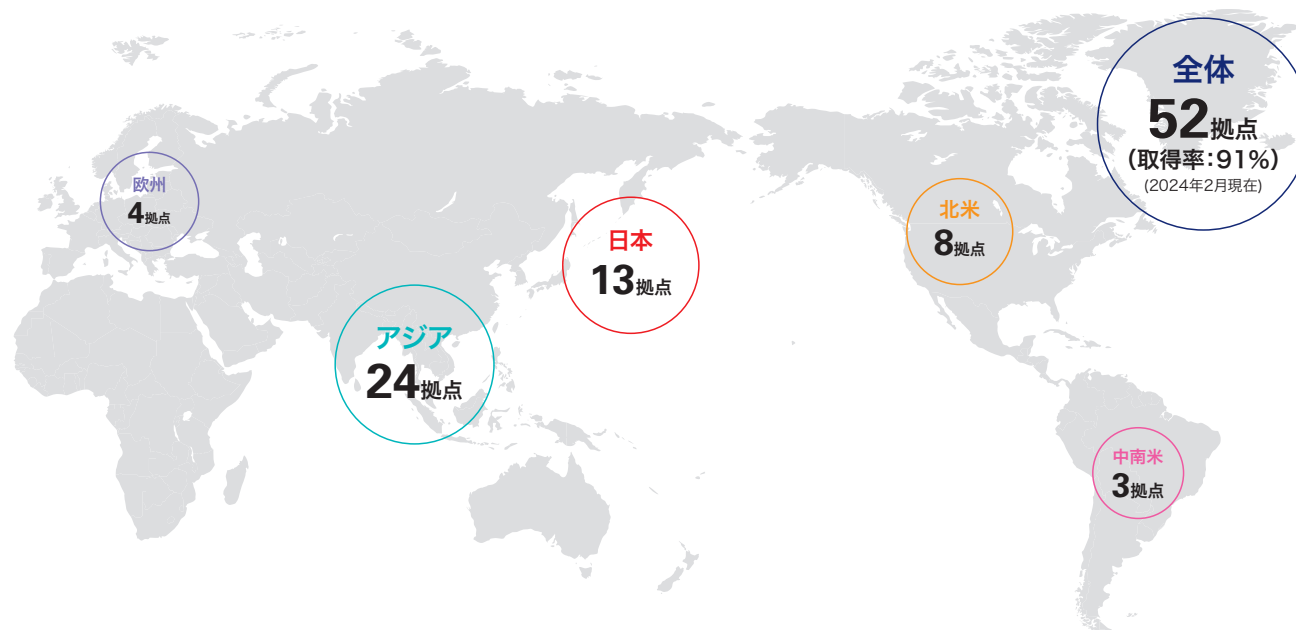 全体
52拠点
(取得率:91%)
(2024年2月現在)
欧州
4拠点
日本
13拠点
北米
8拠点
アジア
24拠点
中南米
3拠点